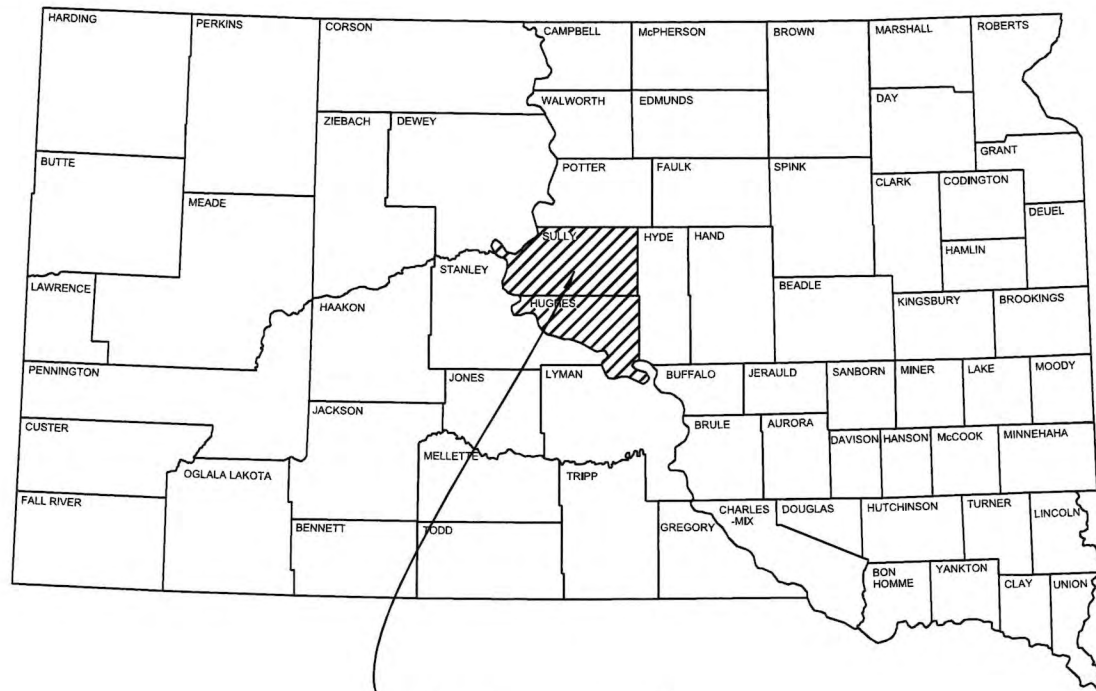 HARDING
PERKINS
CORSON
CAMPBELL
McPHERSON
BROWN
MARSHALL
ROBERTS
WALWORTH
EDMUNDS
DAY
ZIEBACH
DEWEY
GRANT
BUTTE
POTTER
FAULK
SPINK
CLARK
CODINGTON
MEADE
DEUEL
SULLY
HYDE
HAND
HAMLIN
STANLEY
LAWRENCE
HAAKON
HUGHES
BEADLE
KINGSBURY
BROOKINGS
PENNINGTON
JONES
LYMAN
BUFFALO
JERAULD
SANBORN
MINER
LAKE
MOODY
JACKSON
CUSTER
BRULE
AURORA
DAVISON
HANSON
McCOOK
MINNEHAHA
MELLETTE
OGLALA LAKOTA
TRIPP
FALL RIVER
CHARLES
-MIX
DOUGLAS
HUTCHINSON
TURNER
LINCOLN
BENNETT
TODD
GREGORY
BON
HOMME
YANKTON
CLAY
UNION